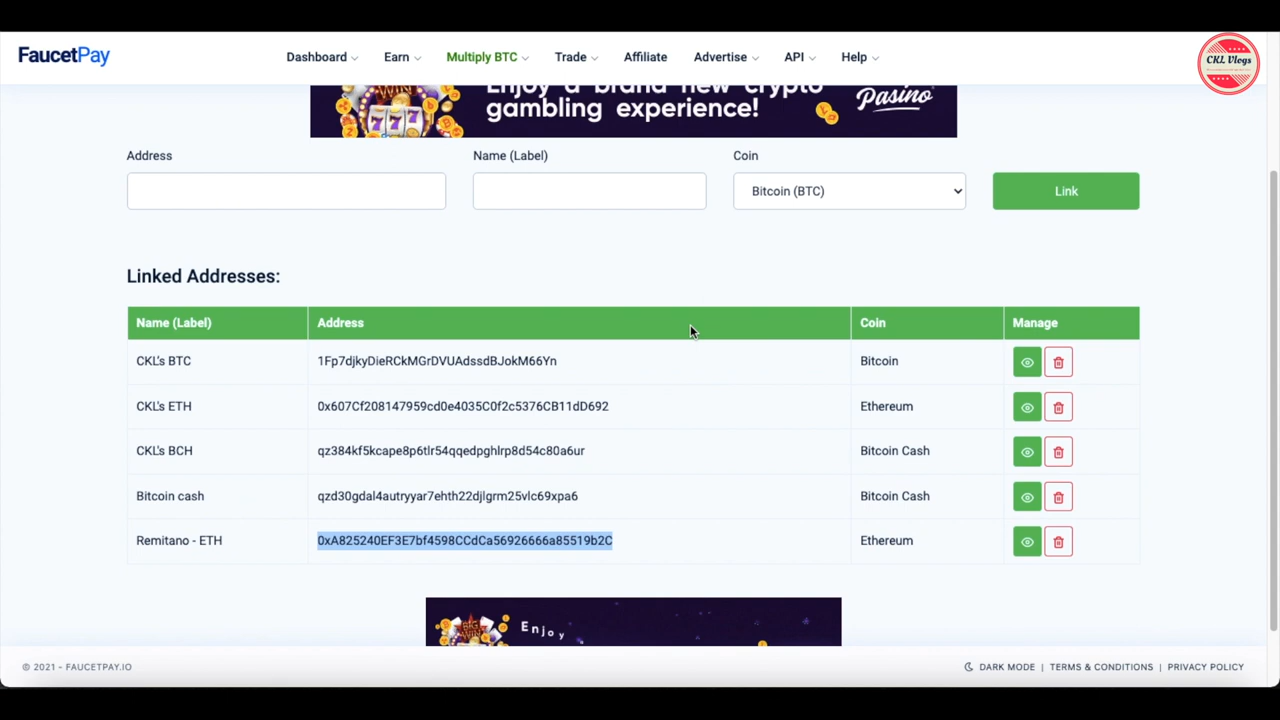 FaucetPay
Dashboard Earn Multiply BTC Trade Affiliate Advertise API Help
CKL Vlogs
Enjoy a brand new crypto
gambling experience!
Pasino
Address Name (Label) Coin
Bitcoin (BTC) Link
Linked Addresses:
Name (Label) Address Coin Manage
CKL's BTC 1Fp7djkyDieRCkMGrDVUAdssdBJokM66Yn Bitcoin
CKL's ETH 0x607Cf208147959cd0e4035C0f2c5376CB11dD692 Ethereum
CKL's BCH qz384kf5kcape8p6tlr54qqedpghlrp8d54c80a6ur Bitcoin Cash
Bitcoin cash qzd30gdal4autryyar7ehth22djlgrm25vlc69xpa6 Bitcoin Cash
Remitano - ETH 0xA825240EF3E7bf4598CCdCa56926666a85519b2C Ethereum
BIG WIN
Enjoy
© 2021 - FAUCETPAY.IO DARK MODE | TERMS & CONDITIONS | PRIVACY POLICY